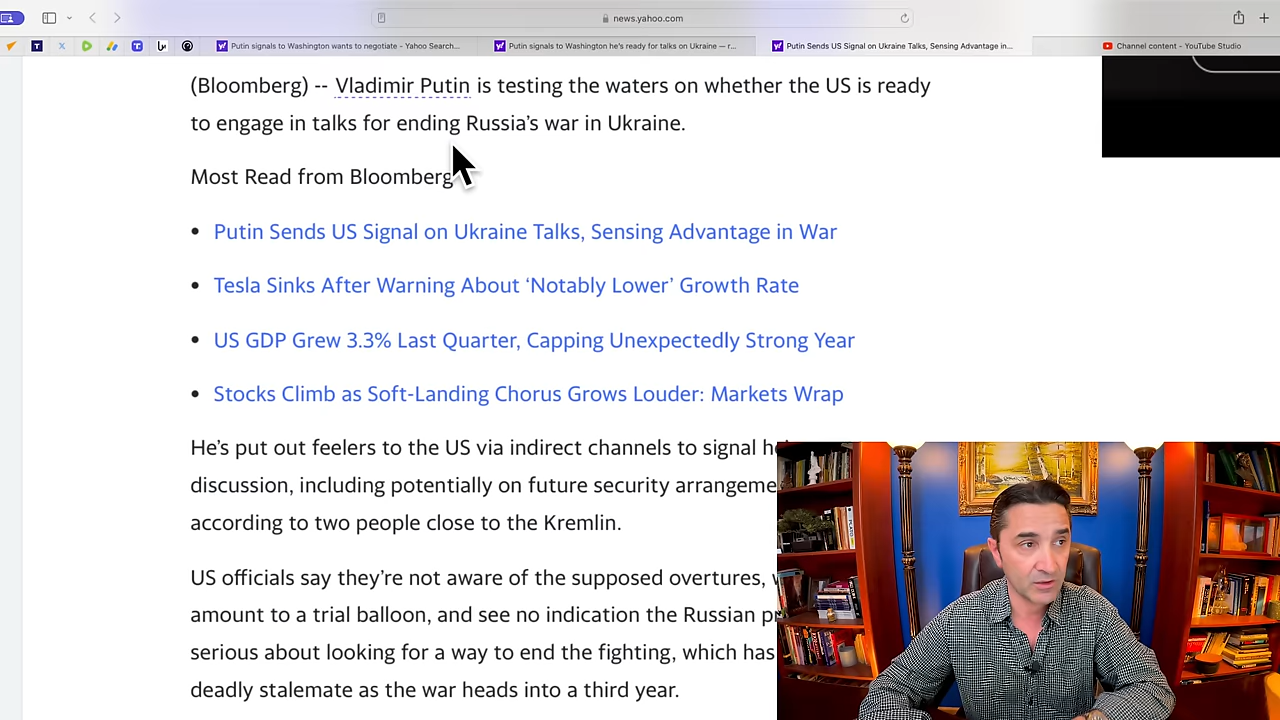 news.yahoo.com
Putin signals to Washington wants to negotiate - Yahoo Search...
Putin signals to Washington he's ready for talks on Ukraine — r...
Putin Sends US Signal on Ukraine Talks, Sensing Advantage in...
Channel content - YouTube Studio
(Bloomberg) -- Vladimir Putin is testing the waters on whether the US is ready
to engage in talks for ending Russia’s war in Ukraine.
Most Read from Bloomberg
Putin Sends US Signal on Ukraine Talks, Sensing Advantage in War
Tesla Sinks After Warning About ‘Notably Lower’ Growth Rate
US GDP Grew 3.3% Last Quarter, Capping Unexpectedly Strong Year
Stocks Climb as Soft-Landing Chorus Grows Louder: Markets Wrap
He’s put out feelers to the US via indirect channels to signal
discussion, including potentially on future security
according to two people close to the Kremlin.
US officials say they’re not aware of the supposed overtures,
amount to a trial balloon, and see no indication the Russian
serious about looking for a way to end the fighting, which has
deadly stalemate as the war heads into a third year.